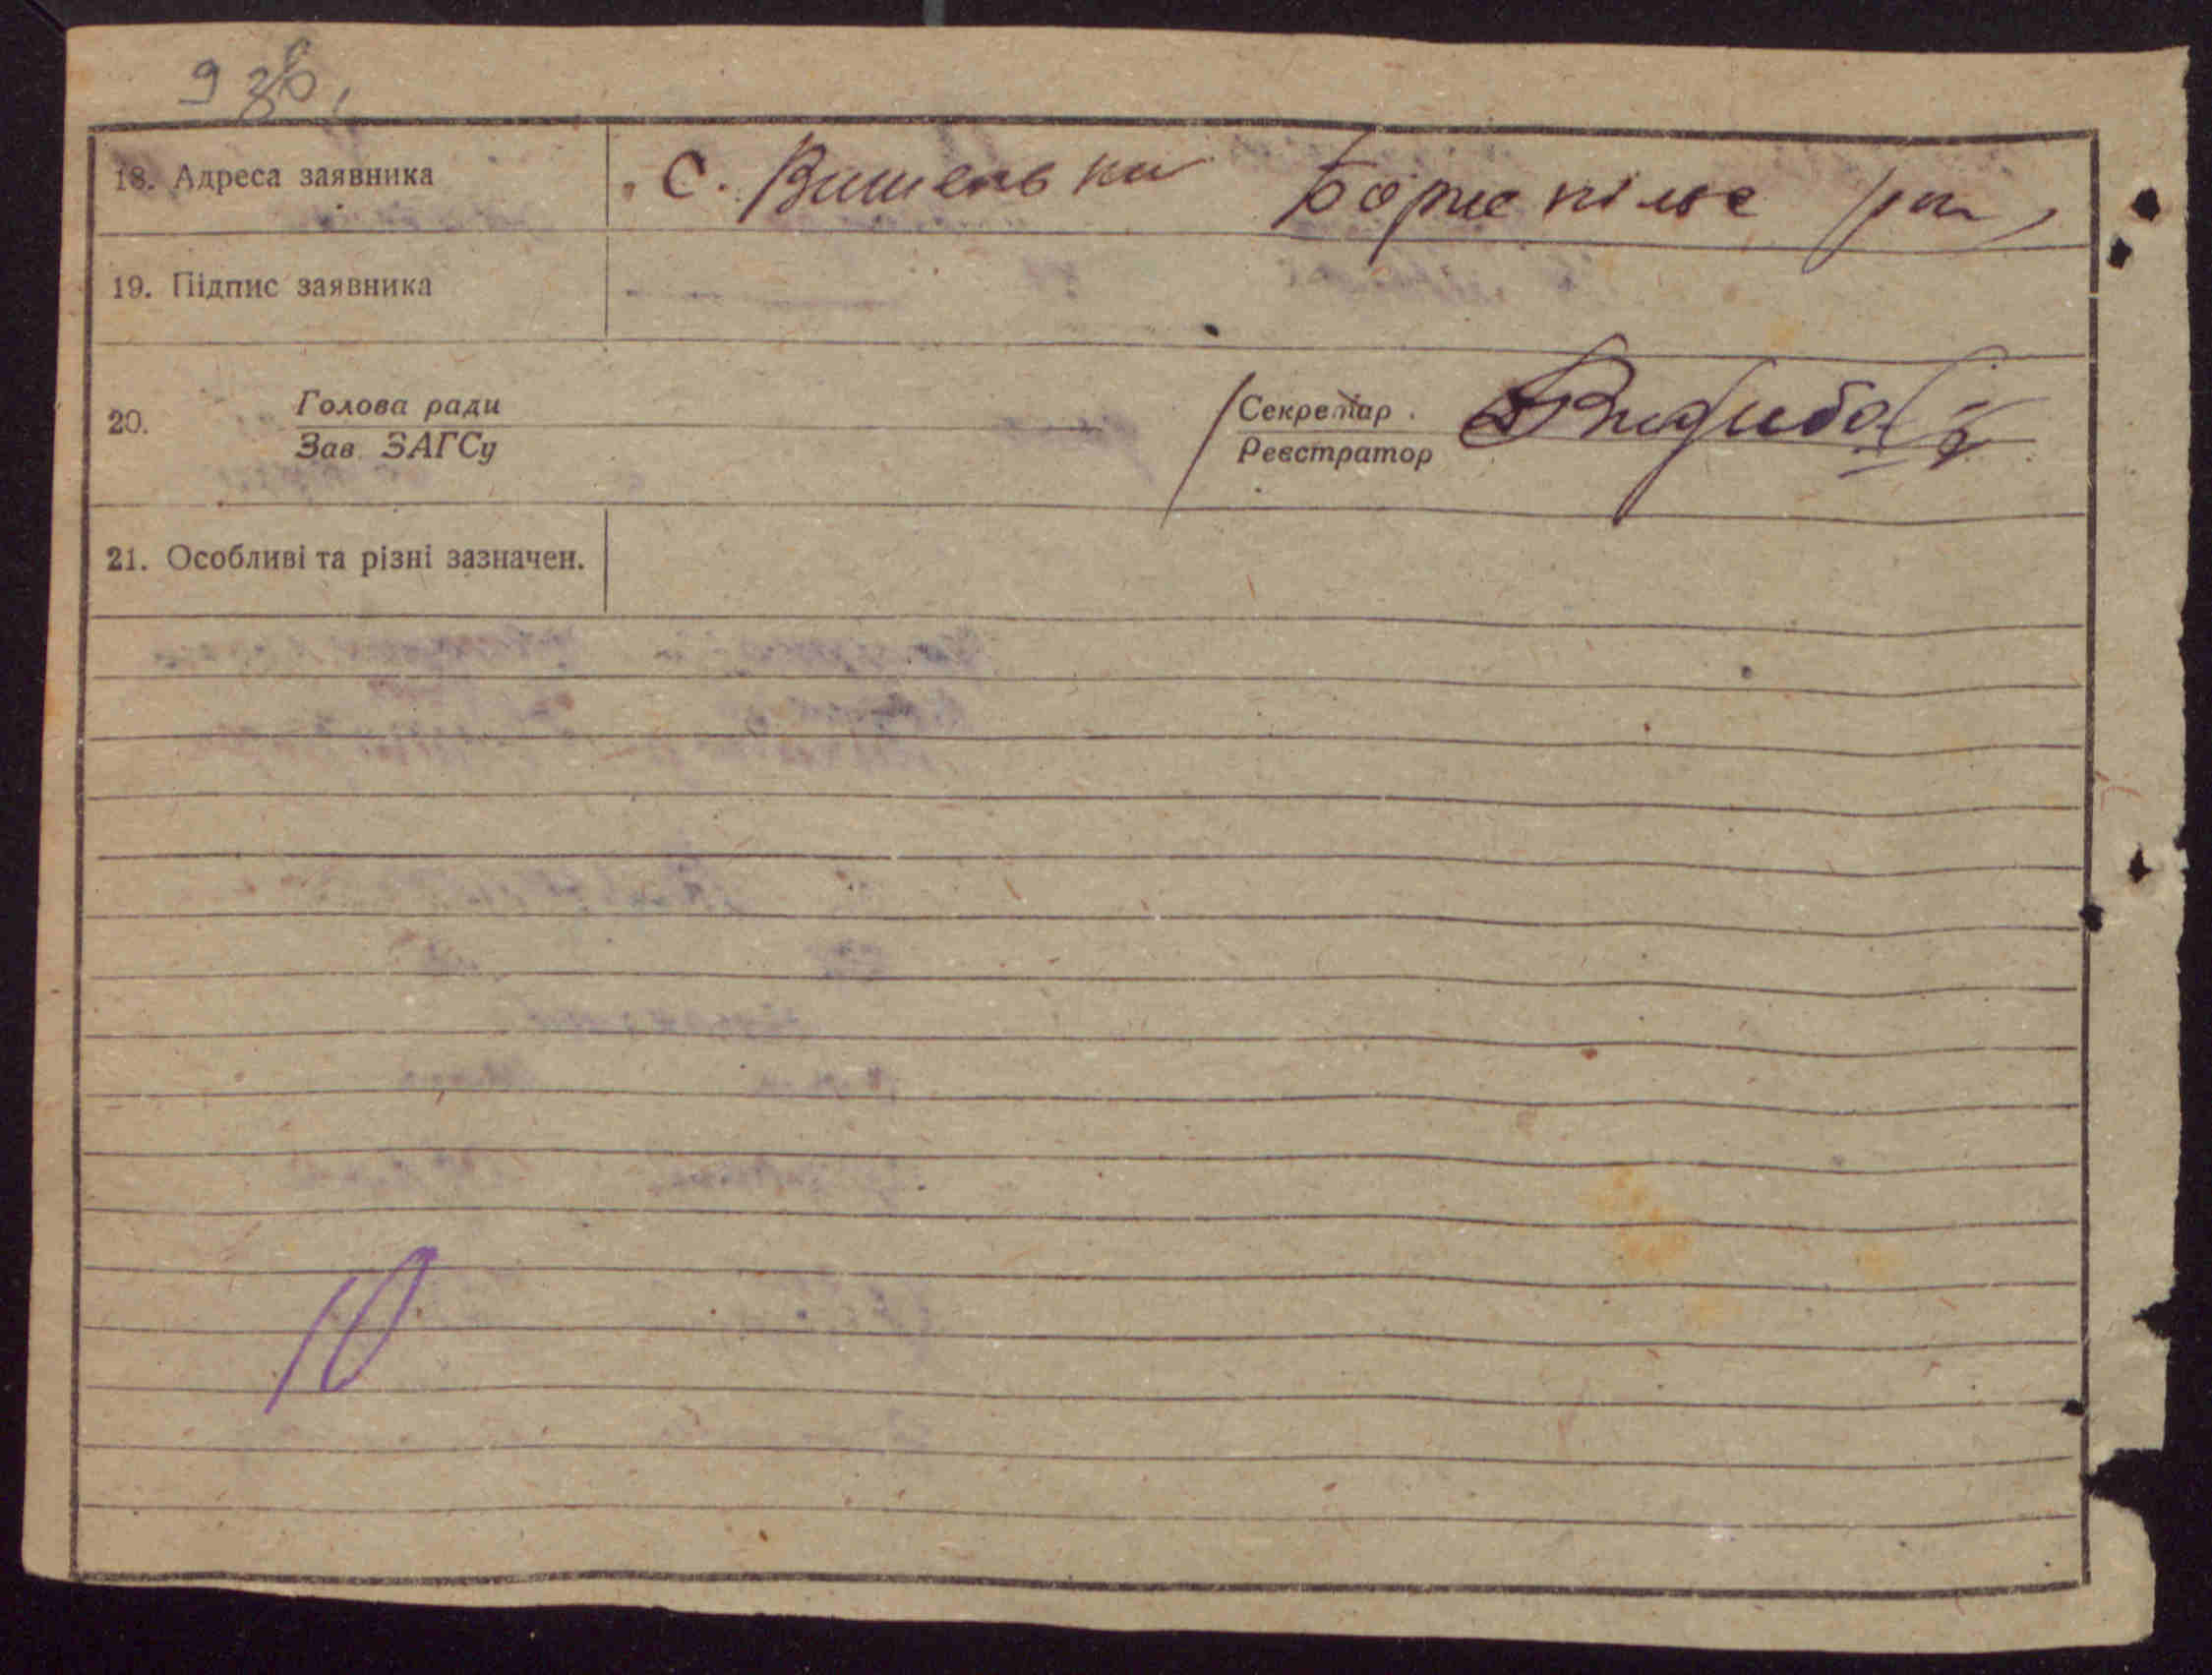 9 зв.
18. Адреса заявника с. Вишеньки Бориспільс рай
19. Підпис заявника
20. Голова ради
Зав. ЗАГСу
Секретар
Реєстратор
21. Особливі та різні зазначен.
10